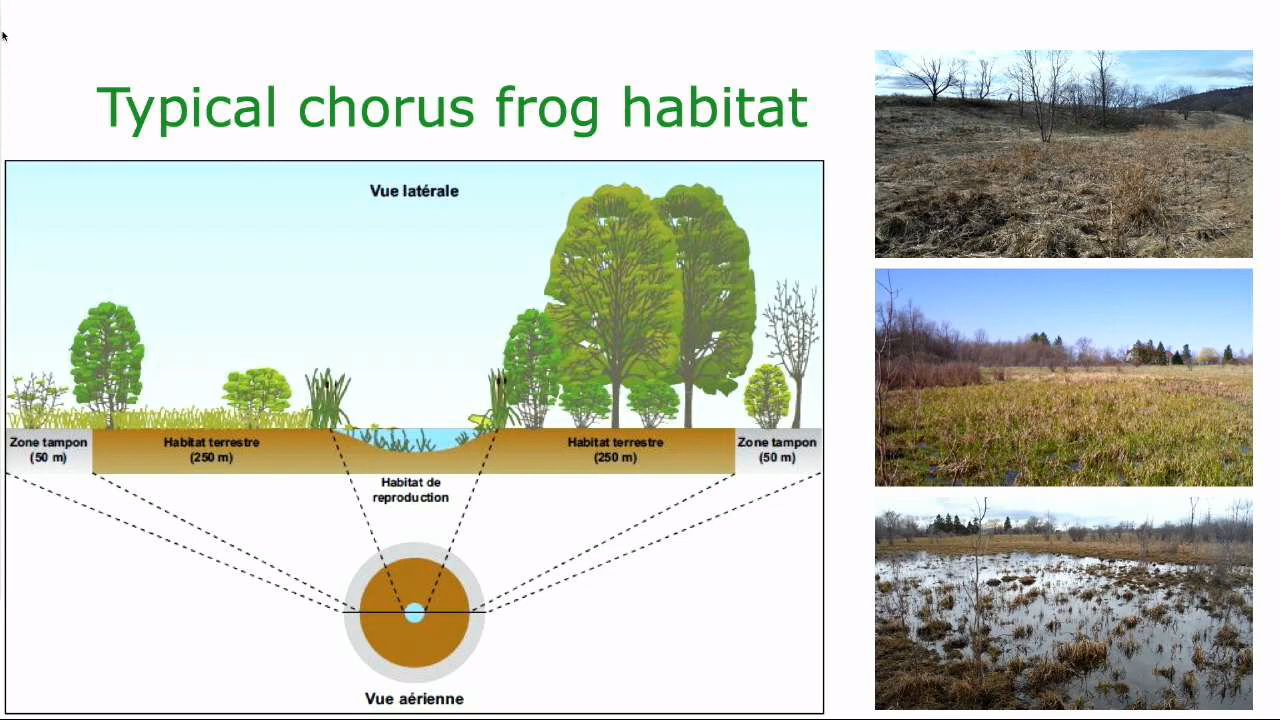 Typical chorus frog habitat
Vue latérale
Zone tampon
(50 m)
Habitat terrestre
(250 m)
Habitat terrestre
(250 m)
Zone tampon
(50 m)
Habitat de
reproduction
Vue aérienne